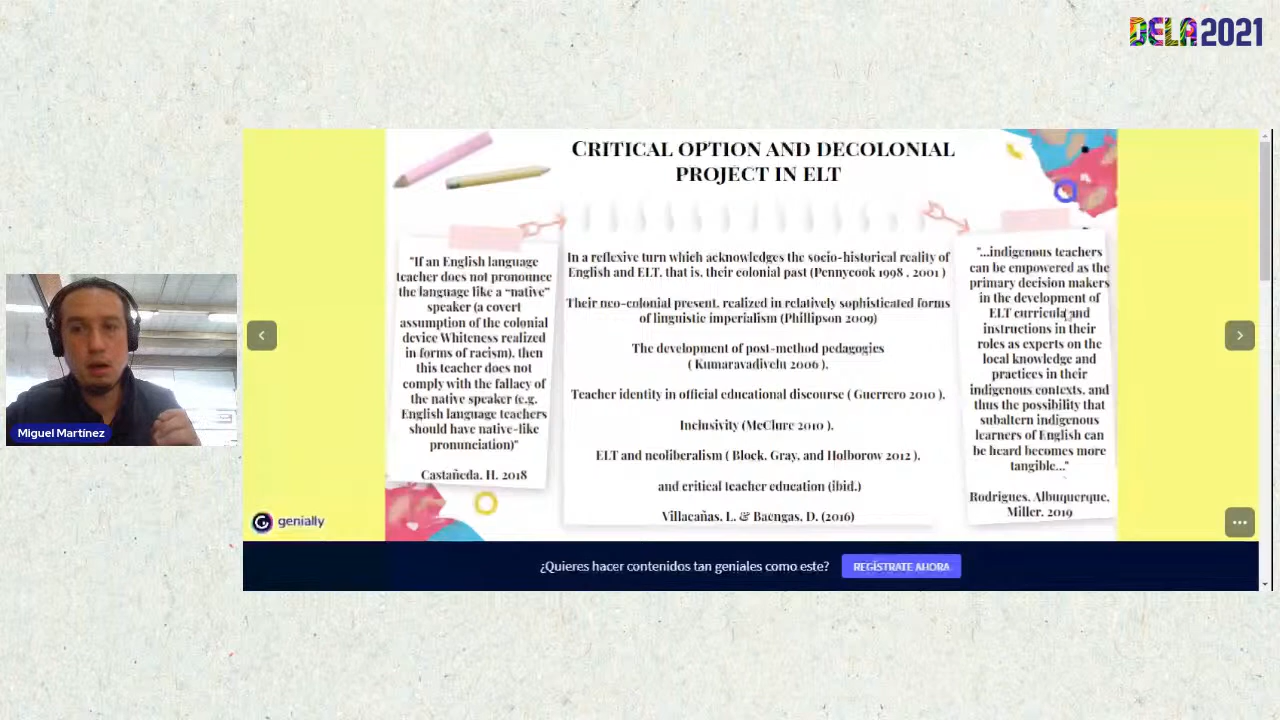 DELA 2021
CRITICAL OPTION AND DECOLONIAL
PROJECT IN ELT
"If an English language
teacher does not pronounce
the language like a “native”
speaker (a covert
assumption of the colonial
device Whiteness realized
in forms of racism), then
this teacher does not
comply with the fallacy of
the native speaker (e.g.
English language teachers
should have native-like
pronunciation)"
Castañeda, H. 2018
In a reflexive turn which acknowledges the socio-historical reality of
English and ELT, that is, their colonial past (Pennycook 1998 , 2001 )
Their neo-colonial present, realized in relatively sophisticated forms
of linguistic imperialism (Phillipson 2009)
The development of post-method pedagogies
( Kumaravadivelu 2006 ),
Teacher identity in official educational discourse ( Guerrero 2010 ),
Inclusivity (McClure 2010 ),
ELT and neoliberalism ( Block, Gray, and Holborow 2012 ),
and critical teacher education (ibid.)
Villacañas, L. & Baengas, D. (2016)
"...indigenous teachers
can be empowered as the
primary decision makers
in the development of
ELT curricula and
instructions in their
roles as experts on the
local knowledge and
practices in their
indigenous contexts, and
thus the possibility that
subaltern indigenous
learners of English can
be heard becomes more
tangible..."
Rodrigues, Albuquerque,
Miller, 2019
Miguel Martínez
genially
¿Quieres hacer contenidos tan geniales como este?
REGÍSTRATE AHORA